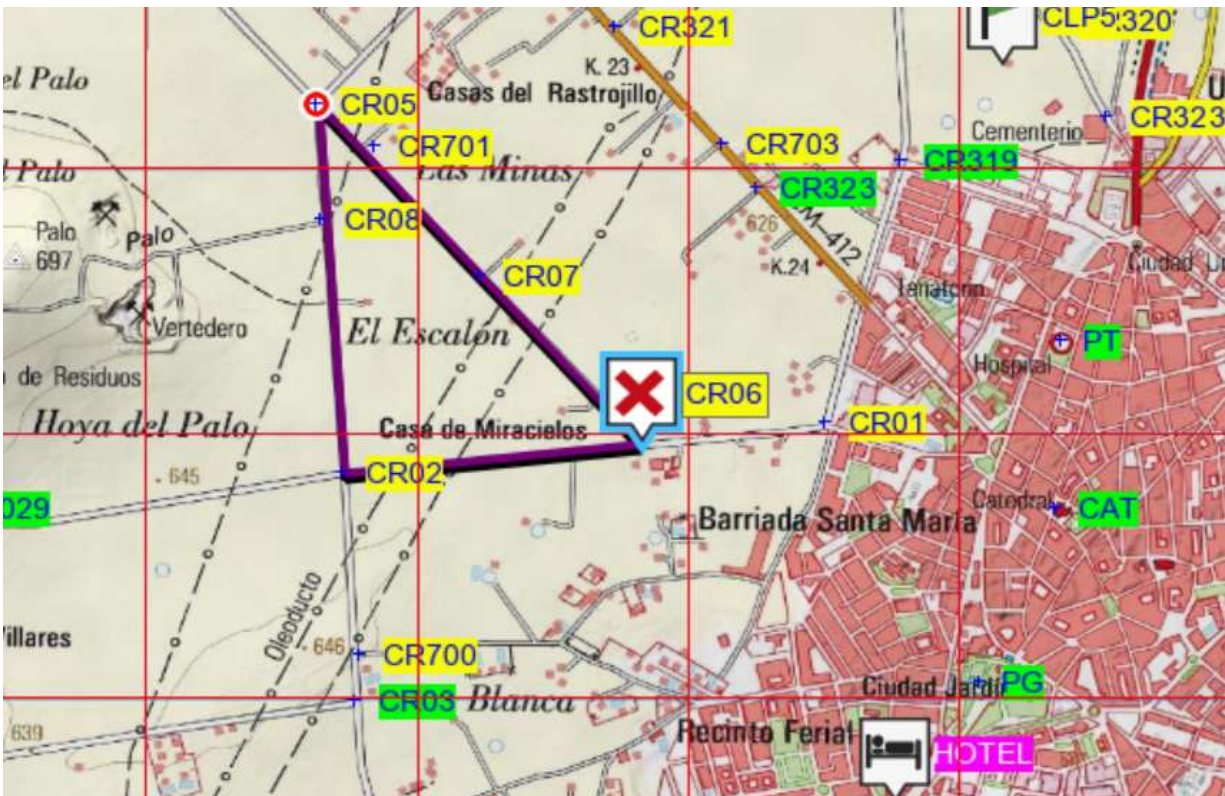 CLP5
320
CR321
K. 23
el Palo
CR05
Casas del Rastrojillo
CR323
Cementerio
CR701
CR703
l Palo
Las Minas
CR319
CR323
CR08
626
M-412
Palo
697
Palo
K.24
CR07
Vertedero
El Escalón
PT
Hospital
o de Residuos
CR06
Hoya del Palo
Casa de Miracielos
CR01
CR02
645
029
Catedral
CAT
Barriada Santa María
Oleoducto
illares
646
CR700
CR03
Blanca
Ciudad Jardín
PG
639
Recinto Ferial
HOTEL